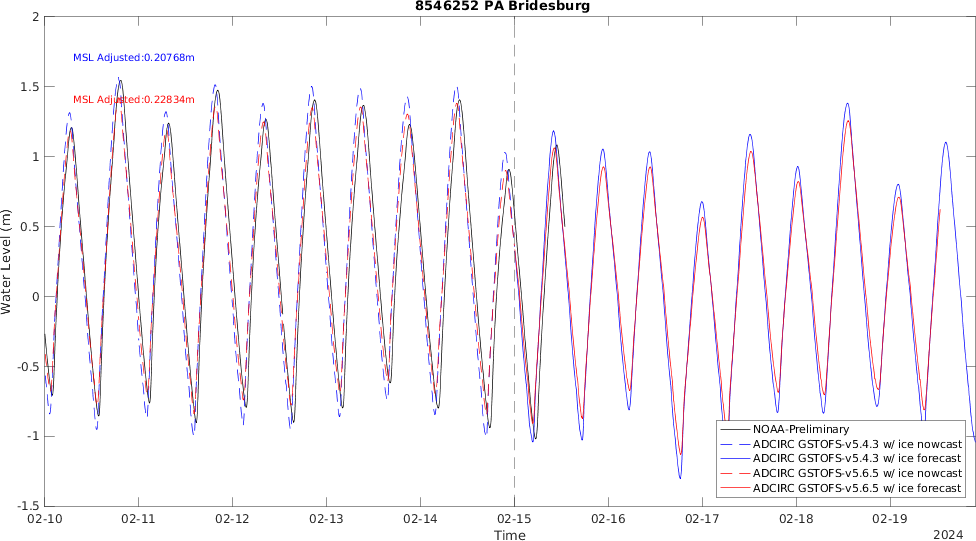 8546252 PA Bridesburg
MSL Adjusted:0.20768m
MSL Adjusted:0.22834m
Water Level (m)
2
1.5
1
0.5
0
-0.5
-1
-1.5
NOAA-Preliminary
ADCIRC GSTOFS-v5.4.3 w/ ice nowcast
ADCIRC GSTOFS-v5.4.3 w/ ice forecast
ADCIRC GSTOFS-v5.6.5 w/ ice nowcast
ADCIRC GSTOFS-v5.6.5 w/ ice forecast
02-10 02-11 02-12 02-13 02-14 02-15 02-16 02-17 02-18 02-19
Time
2024